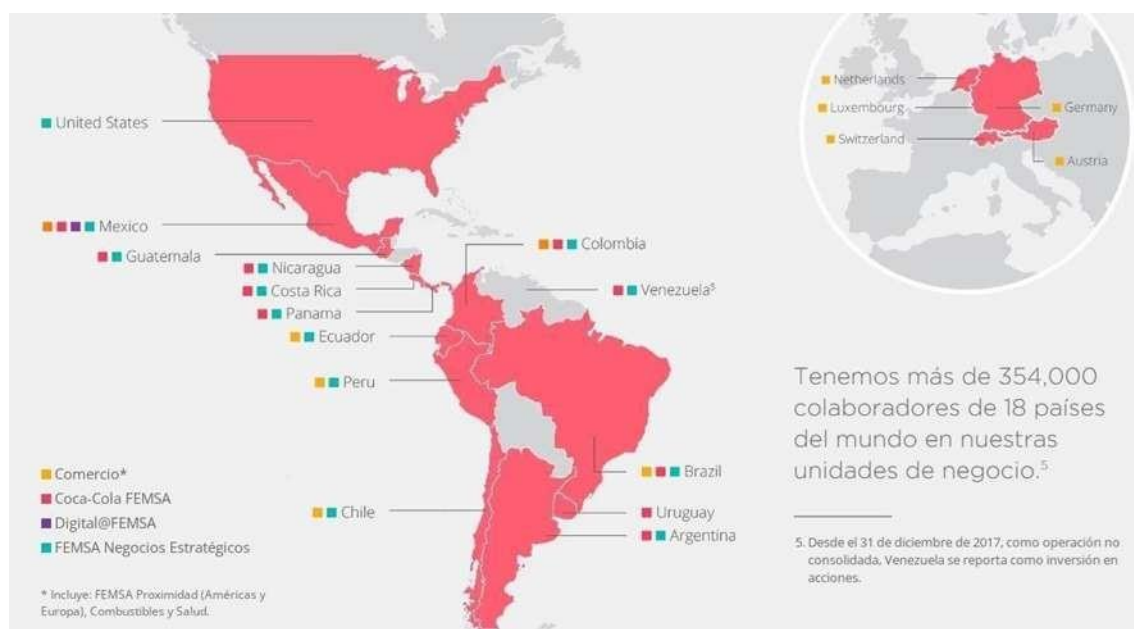 United States
Mexico
Guatemala
Nicaragua
Costa Rica
Panama
Ecuador
Peru
Chile
Colombia
Venezuela⁵
Brazil
Uruguay
Argentina
Netherlands
Luxembourg
Switzerland
Germany
Austria
Tenemos más de 354,000
colaboradores de 18 países
del mundo en nuestras
unidades de negocio.⁵
5. Desde el 31 de diciembre de 2017, como operación no
consolidada, Venezuela se reporta como inversión en
acciones.
Comercio*
Coca-Cola FEMSA
Digital@FEMSA
FEMSA Negocios Estratégicos
* Incluye: FEMSA Proximidad (Américas y
Europa), Combustibles y Salud.